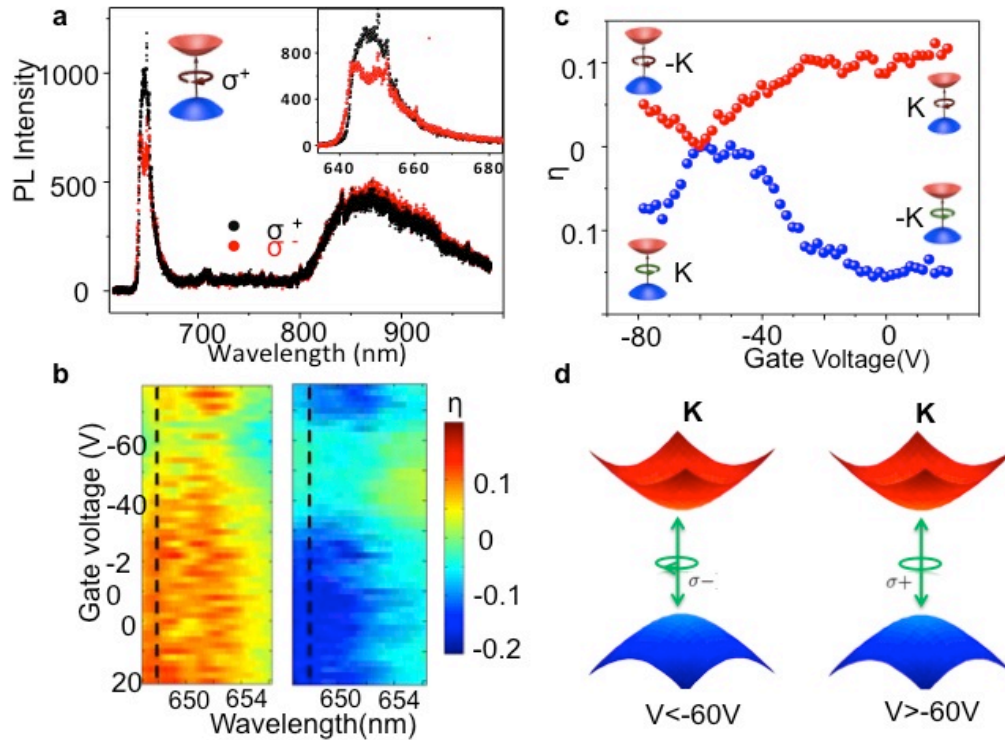 a
PL Intensity
1000
500
0
700
800
900
Wavelength (nm)
σ+
σ+
σ -
800
400
0
640
660
680
b
Gate voltage (V)
-60
-40
-2
0
0
20
650
654
650
654
Wavelength(nm)
η
0.1
0
-0.1
-0.2
c
η
0.1
0
0.1
-80
-40
0
Gate Voltage(V)
-K
K
-K
K
d
K
K
σ−
σ+
V<-60V
V>-60V